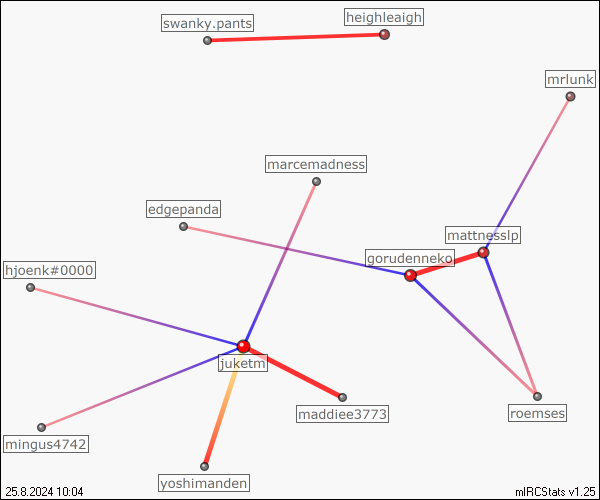 heighleaigh
swanky.pants
mrlunk
marcemadness
edgepanda
mattnesslp
gorudenneko
hjoenk#0000
juketm
maddiee3773
roemses
mingus4742
yoshimanden
25.8.2024 10:04
mIRCStats v1.25